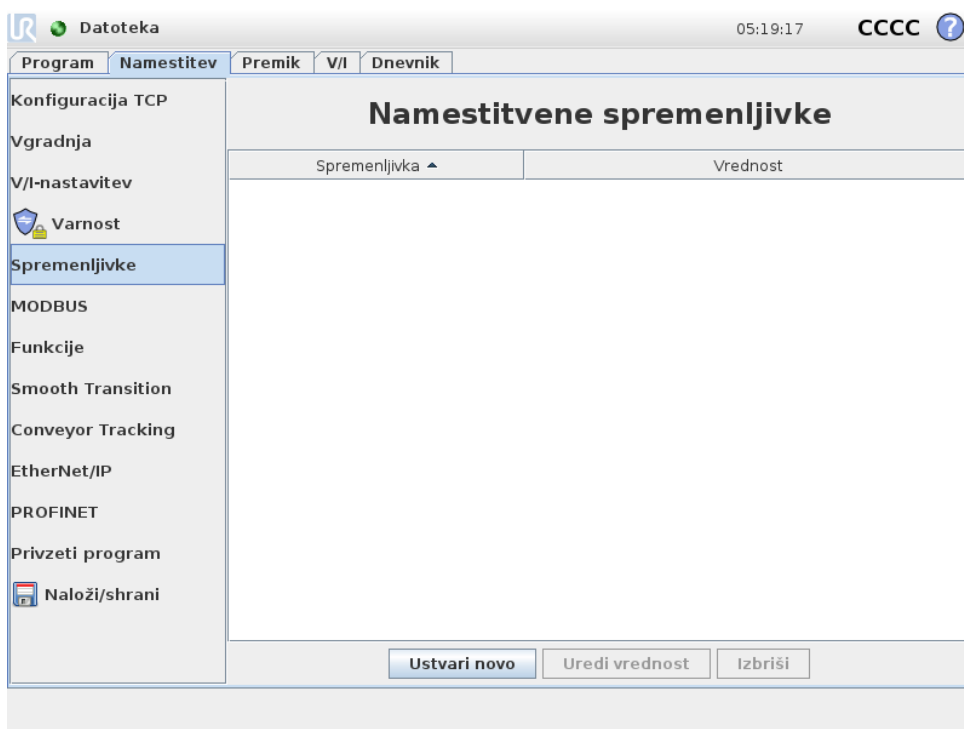 UR Datoteka 05:19:17 CCCC ?
Program Namestitev Premik V/I Dnevnik
Konfiguracija TCP
Vgradnja
V/I-nastavitev
Varnost
Spremenljivke
MODBUS
Funkcije
Smooth Transition
Conveyor Tracking
EtherNet/IP
PROFINET
Privzeti program
Naloži/shrani
Namestitvene spremenljivke
Spremenljivka Vrednost
Ustvari novo Uredi vrednost Izbriši